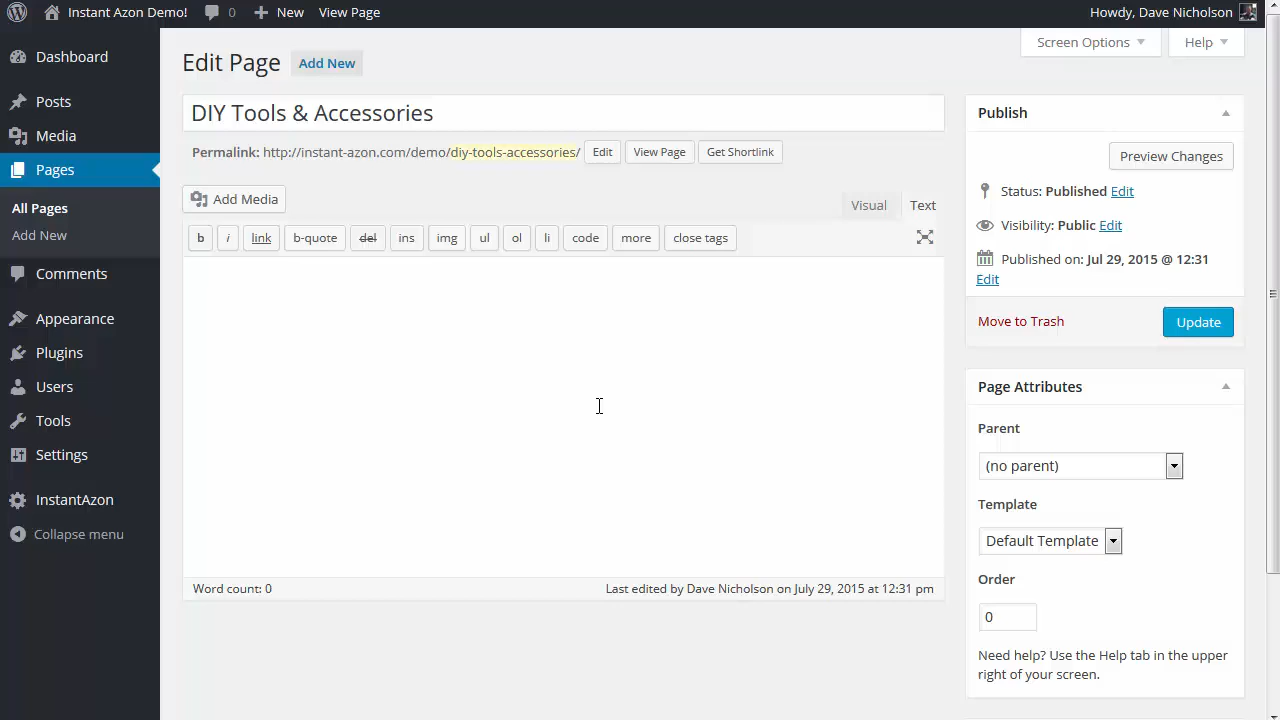 Instant Azon Demo! 0 New View Page Howdy, Dave Nicholson
Screen Options Help
Dashboard
Posts
Media
Pages
All Pages
Add New
Comments
Appearance
Plugins
Users
Tools
Settings
InstantAzon
Collapse menu
Edit Page Add New
DIY Tools & Accessories
Permalink: http://instant-azon.com/demo/diy-tools-accessories/ Edit View Page Get Shortlink
Add Media Visual Text
b i link b-quote del ins img ul ol li code more close tags
Word count: 0 Last edited by Dave Nicholson on July 29, 2015 at 12:31 pm
Publish
Preview Changes
Status: Published Edit
Visibility: Public Edit
Published on: Jul 29, 2015 @ 12:31
Edit
Move to Trash Update
Page Attributes
Parent
(no parent)
Template
Default Template
Order
0
Need help? Use the Help tab in the upper
right of your screen.